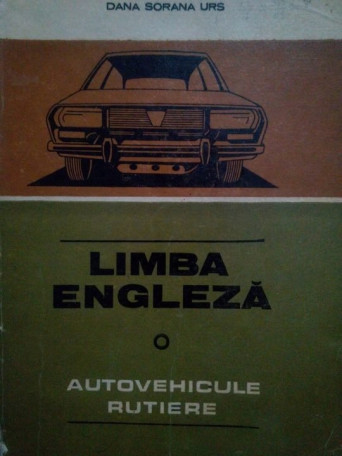 DANA SORANA URS
LIMBA
ENGLEZĂ
AUTOVEHICULE
RUTIERE